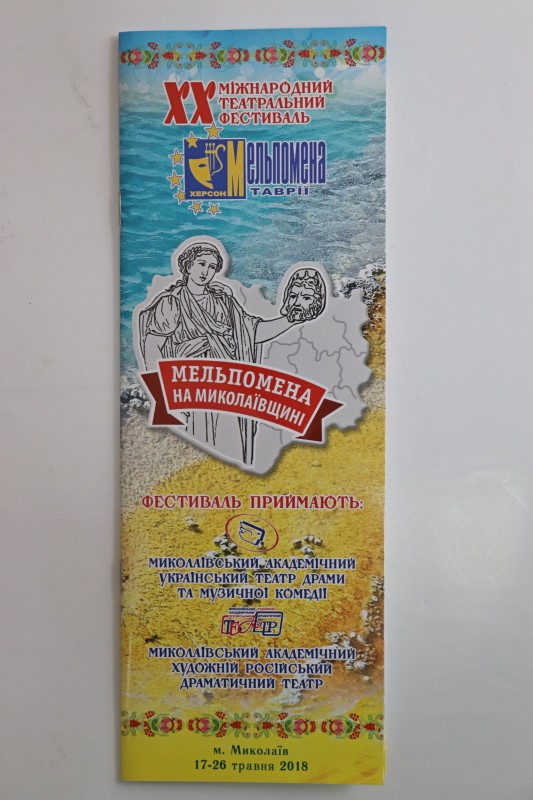 XX МІЖНАРОДНИЙ
ТЕАТРАЛЬНИЙ
ФЕСТИВАЛЬ
Мельпомена
ХЕРСОН ТАВРІЇ
МЕЛЬПОМЕНА
НА МИКОЛАЇВЩИНІ
ФЕСТИВАЛЬ ПРИЙМАЮТЬ:
МИКОЛАЇВСЬКИЙ АКАДЕМІЧНИЙ
УКРАЇНСЬКИЙ ТЕАТР ДРАМИ
ТА МУЗИЧНОЇ КОМЕДІЇ
ТЕАТР
МИКОЛАЇВСЬКИЙ АКАДЕМІЧНИЙ
ХУДОЖНІЙ РОСІЙСЬКИЙ
ДРАМАТИЧНИЙ ТЕАТР
м. Миколаїв
17-26 травня 2018